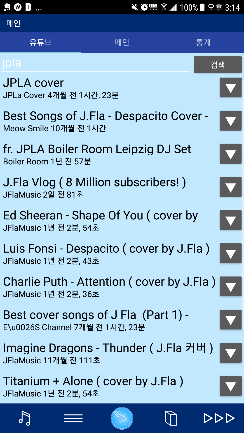 100% 3:14
메인
유튜브 메인 통계
jpla 검색
JPLA cover
JPLa Cover 4개월 전 1시간, 23분
Best Songs of J.Fla - Despacito Cover -
Meow Smile 10개월 전 1시간
fr. JPLA Boiler Room Leipzig DJ Set
Boiler Room 1년 전 57분
J.Fla Vlog ( 8 Million subscribers! )
JFlaMusic 2일 전 81초
Ed Sheeran - Shape Of You ( cover by
JFlaMusic 1년 전 2분, 54초
Luis Fonsi - Despacito ( cover by J.Fla )
JFlaMusic 1년 전 2분, 43초
Charlie Puth - Attention ( cover by J.Fla )
JFlaMusic 1년 전 2분, 36초
Best cover songs of J Fla  (Part 1) -
E\u0026S Channel 7개월 전 1시간, 1분
Imagine Dragons - Thunder ( J.Fla 커버 )
JFlaMusic 11개월 전 111초
Titanium + Alone ( cover by J.Fla )
JFlaMusic 1년 전 2분, 54초